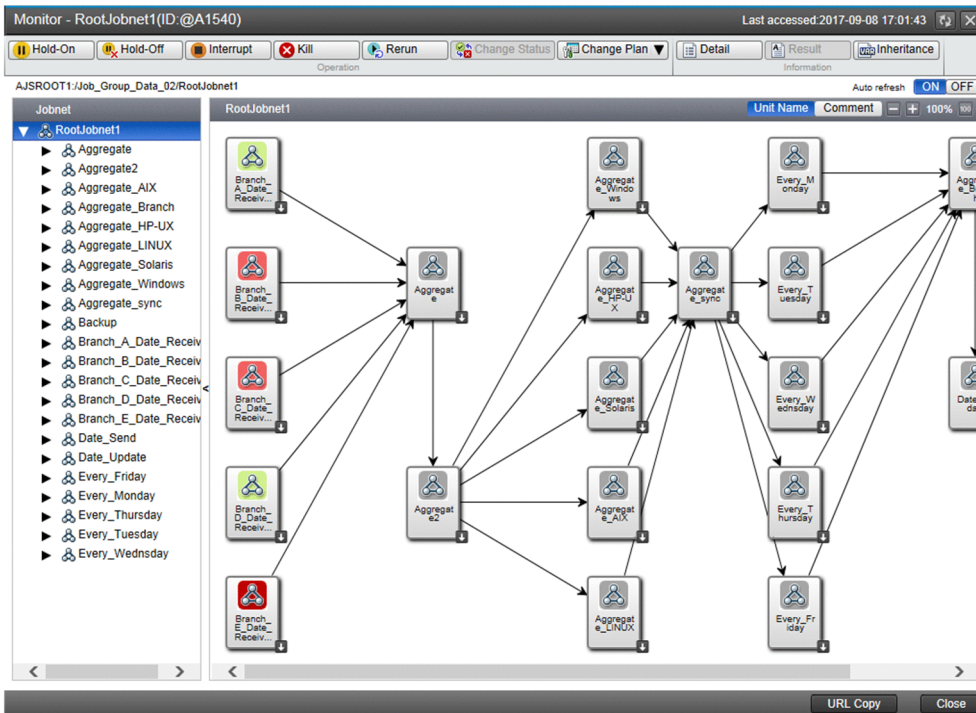 Monitor - RootJobnet1(ID:@A1540)
Last accessed:2017-09-08 17:01:43
Hold-On
Hold-Off
Interrupt
Kill
Rerun
Change Status
Change Plan ▼
Detail
Result
Inheritance
Operation
Information
AJSROOT1:/Job_Group_Data_02/RootJobnet1
Auto refresh
ON
OFF
Jobnet
RootJobnet1
Unit Name
Comment
100%
100
RootJobnet1
Aggregate
Aggregate2
Aggregate_AIX
Aggregate_Branch
Aggregate_HP-UX
Aggregate_LINUX
Aggregate_Solaris
Aggregate_Windows
Aggregate_sync
Backup
Branch_A_Date_Receiv
Branch_B_Date_Receiv
Branch_C_Date_Receiv
Branch_D_Date_Receiv
Branch_E_Date_Receiv
Date_Send
Date_Update
Every_Friday
Every_Monday
Every_Thursday
Every_Tuesday
Every_Wednsday
Branch_
A_Date_
Receiv...
Branch_
B_Date_
Receiv...
Branch_
C_Date_
Receiv...
Branch_
D_Date_
Receiv...
Branch_
E_Date_
Receiv...
Aggregat
e
Aggregat
e2
Aggregat
e_Windo
ws
Aggregat
e_HP-U
X
Aggregat
e_Solaris
Aggregat
e_AIX
Aggregat
e_LINUX
Aggregat
e_sync
Every_M
onday
Every_T
uesday
Every_W
ednsday
Every_T
hursday
Every_Fr
iday
URL Copy
Close